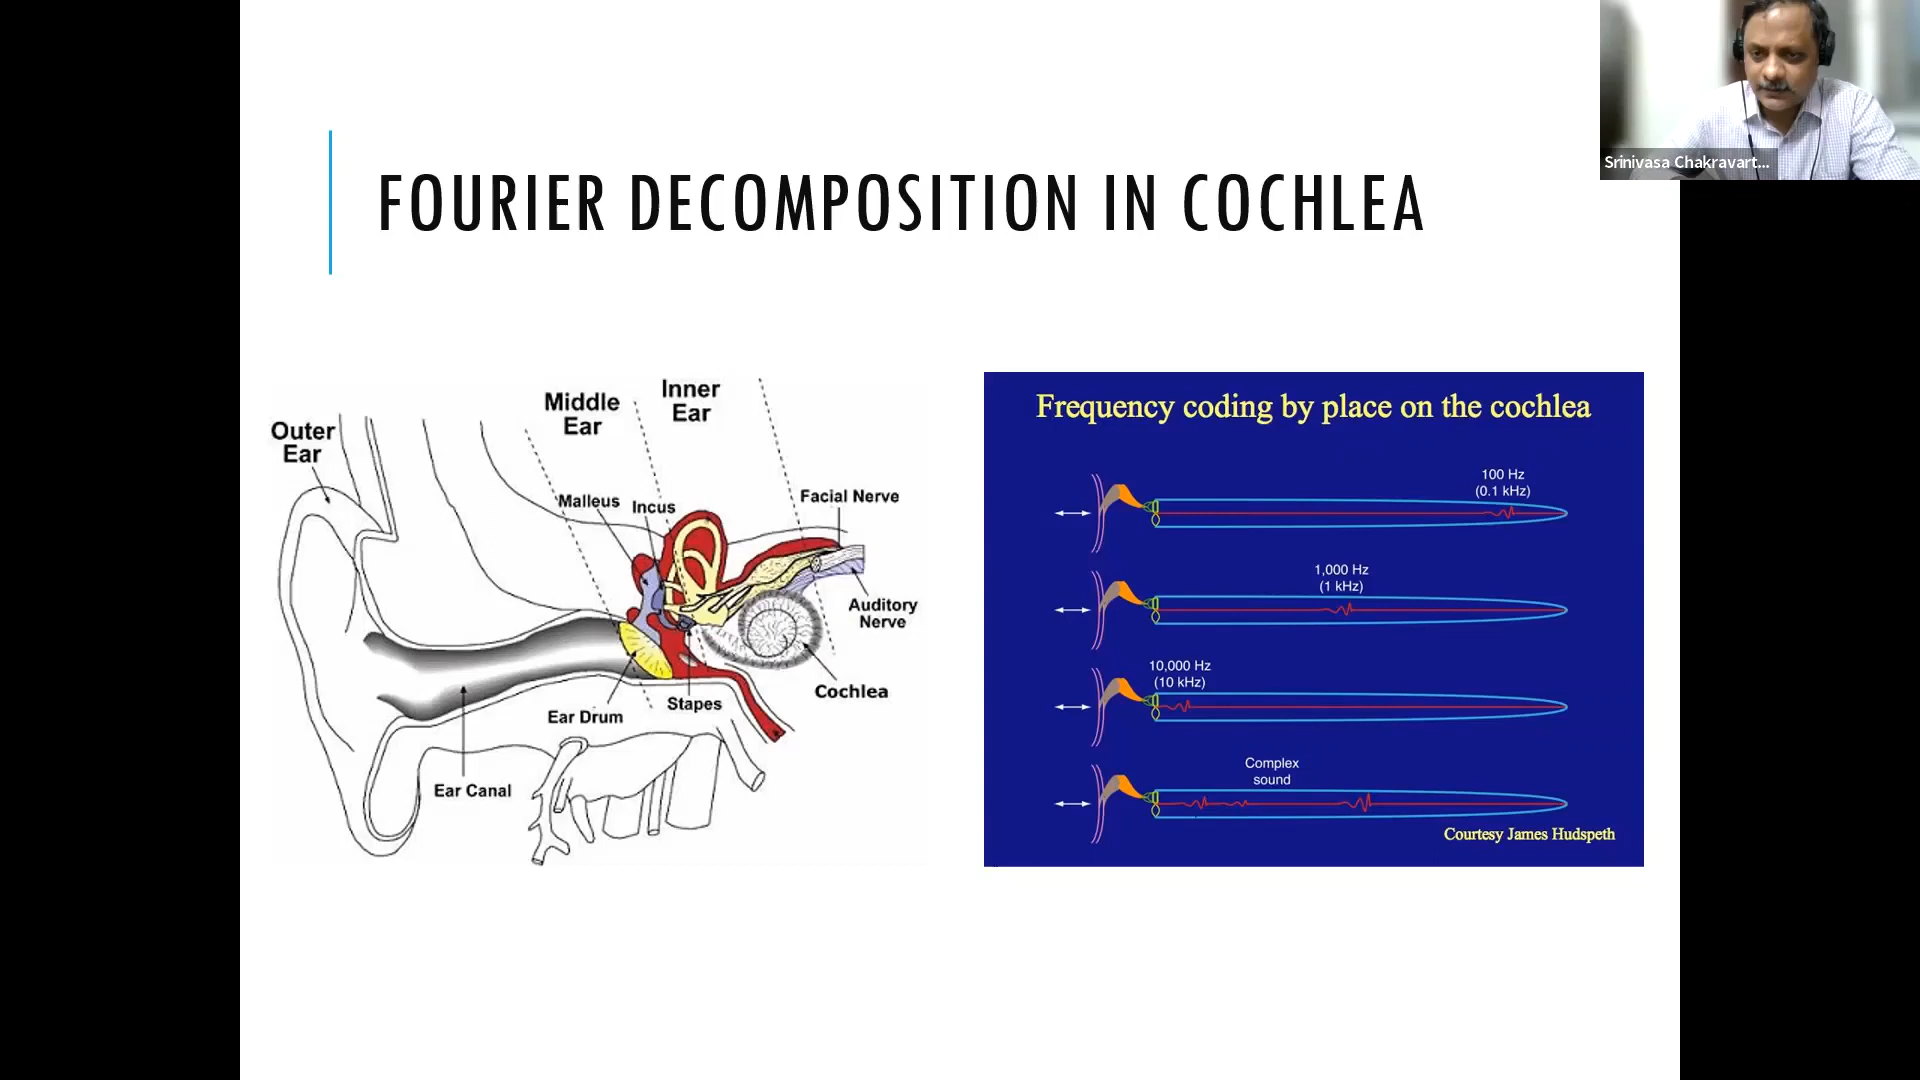 Srinivasa Chakravart...
FOURIER DECOMPOSITION IN COCHLEA
Outer
Ear
Middle
Ear
Inner
Ear
Malleus
Incus
Facial Nerve
Auditory
Nerve
Cochlea
Stapes
Ear Drum
Ear Canal
Frequency coding by place on the cochlea
100 Hz
(0.1 kHz)
1,000 Hz
(1 kHz)
10,000 Hz
(10 kHz)
Complex
sound
Courtesy James Hudspeth